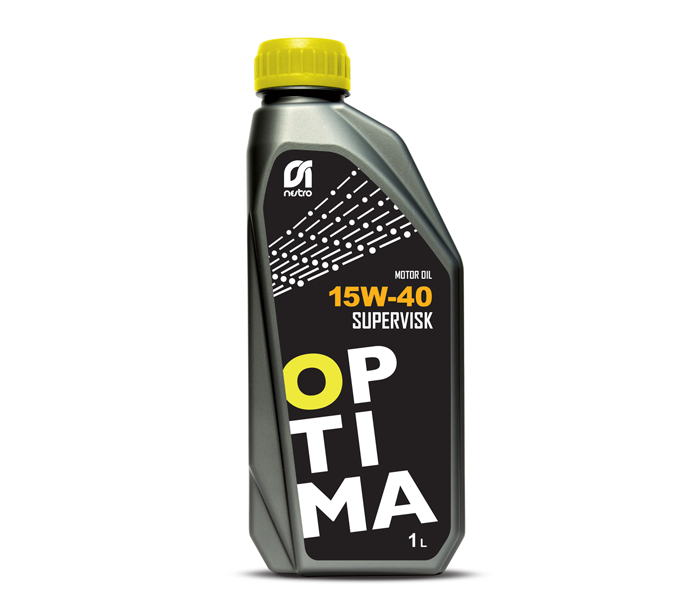 nestro
MOTOR OIL
15W-40
SUPERVISK
OP
TI
MA
1 L